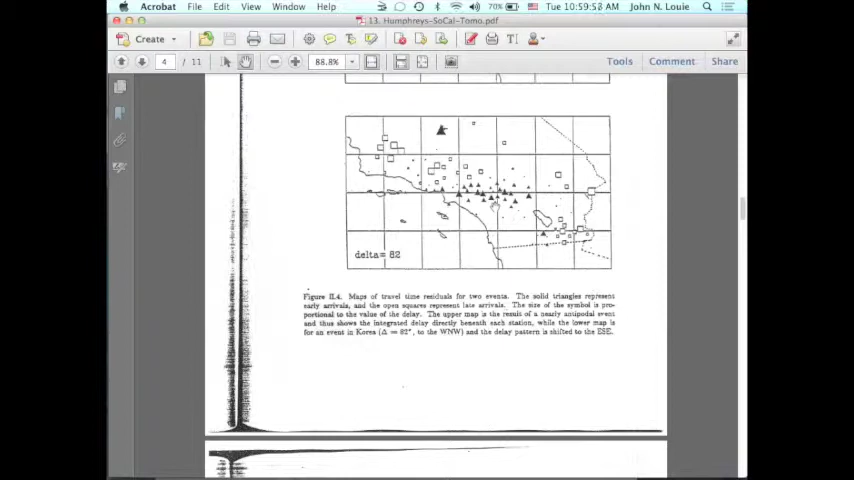 Acrobat File Edit View Window Help 70% Tue 10:59:53 AM John N. Louie
13. Humphreys-SoCal-Tomo.pdf
Create
4 / 11 88.8% Tools Comment Share
delta= 82
Figure II.4. Maps of travel time residuals for two events. The solid triangles represent
early arrivals, and the open squares represent late arrivals. The size of the symbol is pro-
portional to the value of the delay. The upper map is the result of a nearly antipodal event
and thus shows the integrated delay directly beneath each station, while the lower map is
for an event in Korea (Δ = 82°, to the WNW) and the delay pattern is shifted to the ESE.